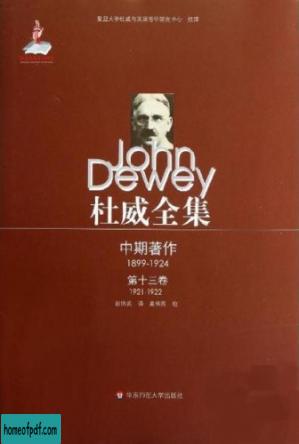 复旦大学杜威与美国哲学研究中心 组译
John
Dewey
杜威全集
中期著作
1899-1924
第十三卷
1921-1922
译
校
华东师范大学出版社
homeofpdf.com